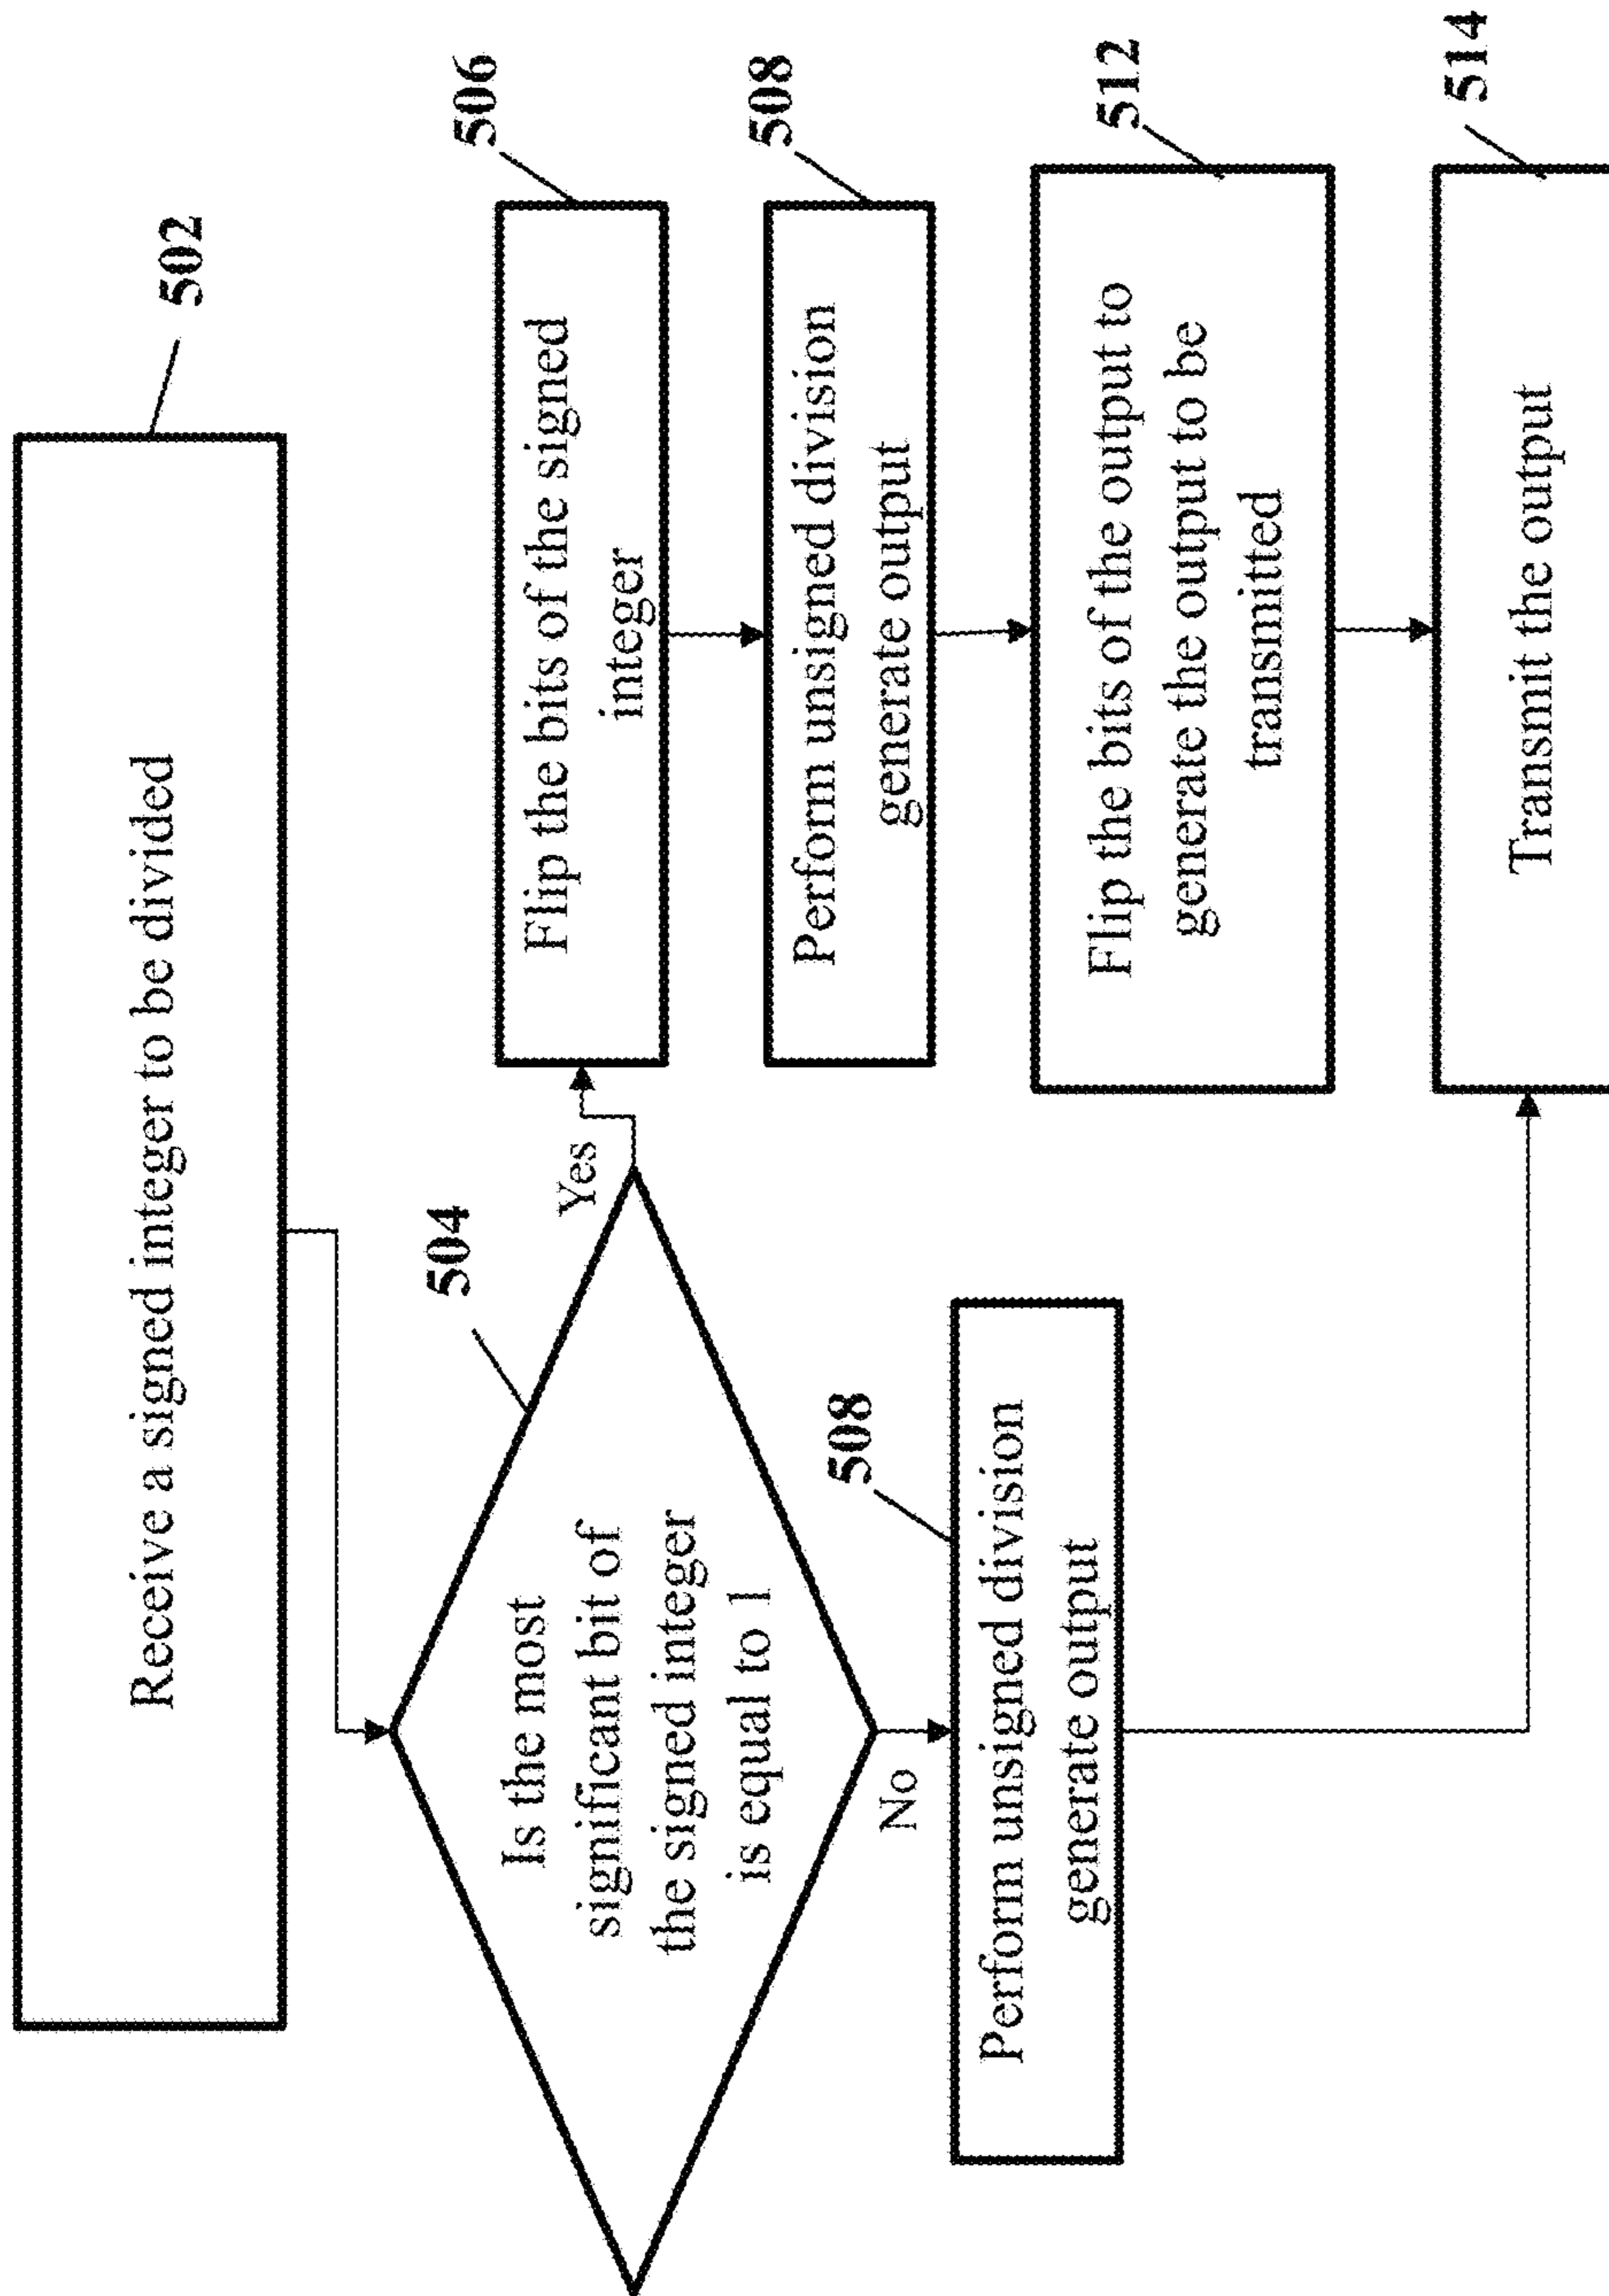 Receive a signed integer to be divided
502
Is the most
significant bit of
the signed integer
is equal to 1
504
Yes
No
Flip the bits of the signed
integer
506
Perform unsigned division
generate output
508
Perform unsigned division
generate output
508
Flip the bits of the output to
generate the output to be
transmitted
512
Transmit the output
514